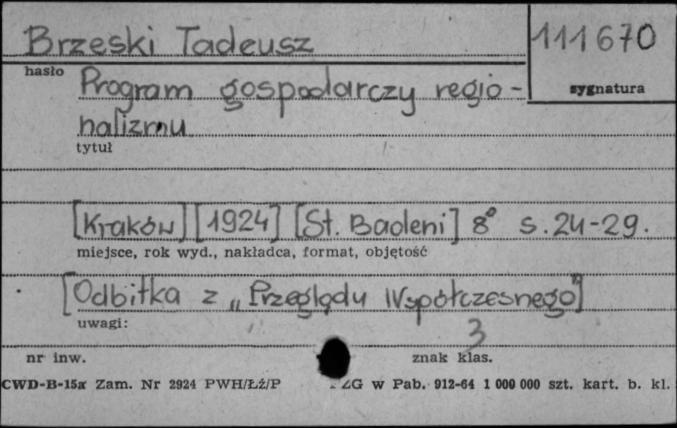 Brzeski Tadeusz
111670
hasło
sygnatura
Program gospodarczy regio-
nalizmu
tytuł
[Kraków] [1924] [St. Badeni] 8° s. 24-29.
miejsce, rok wyd., nakładca, format, objętość
[Odbitka z „Przeglądu Współczesnego"]
uwagi:
3
nr inw.
znak klas.
CWD-B-15a Zam. Nr 2924 PWH/ŁŹ/P
ZG w Pab. 912-64 1 000 000 szt. kart. b. kl.